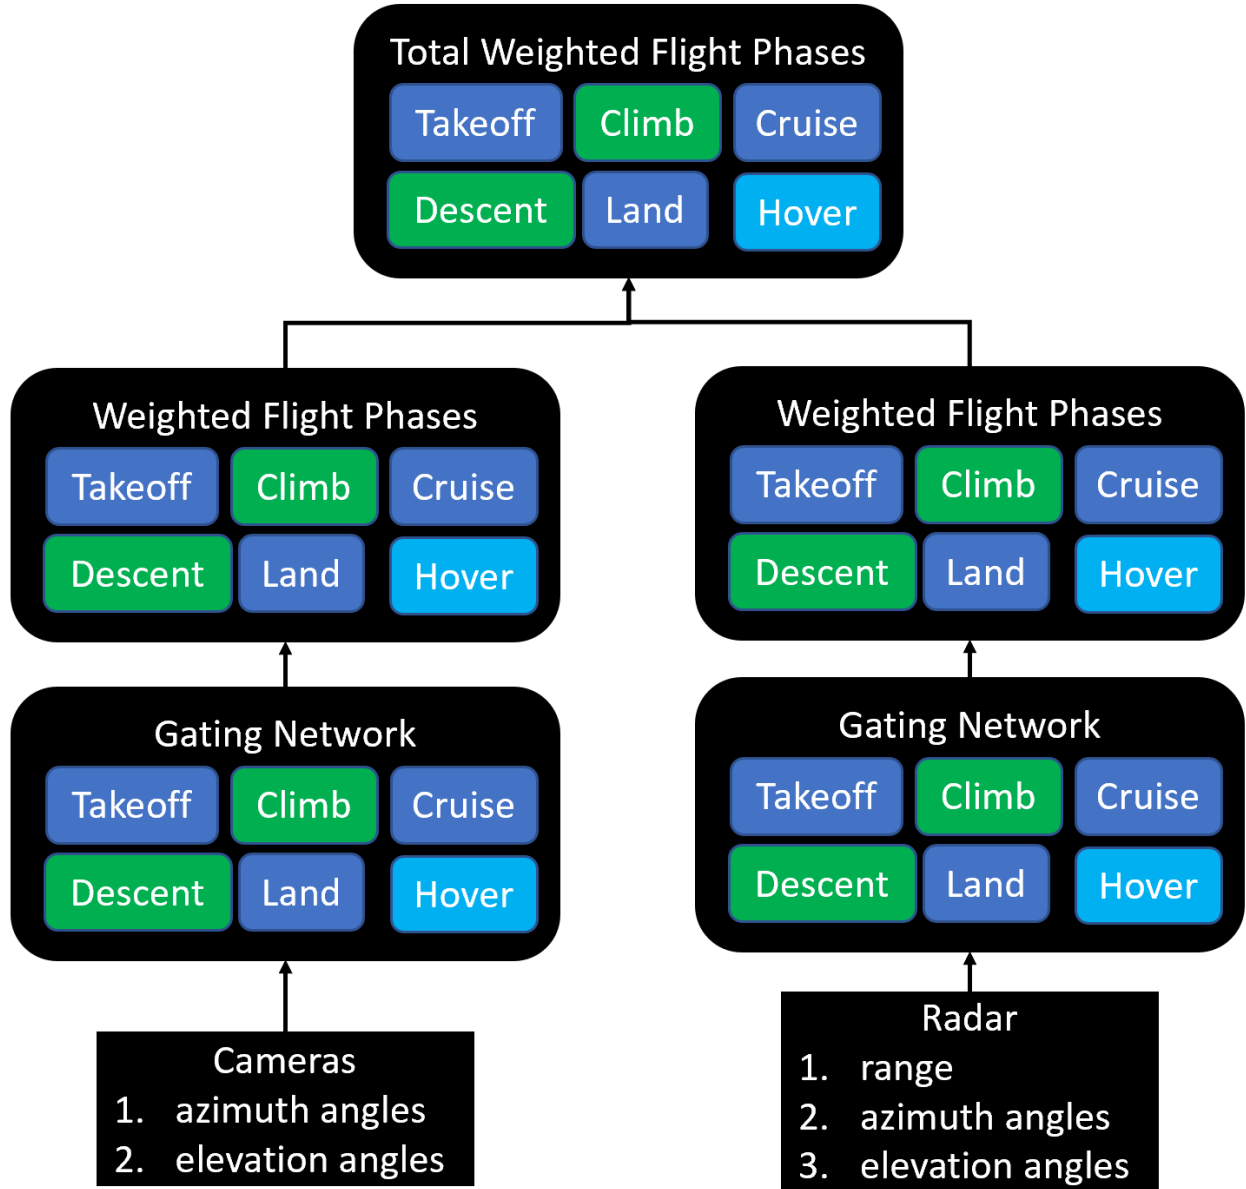 Total Weighted Flight Phases
Takeoff Climb Cruise
Descent Land Hover
Weighted Flight Phases
Takeoff Climb Cruise
Descent Land Hover
Gating Network
Takeoff Climb Cruise
Descent Land Hover
Cameras
1. azimuth angles
2. elevation angles
Weighted Flight Phases
Takeoff Climb Cruise
Descent Land Hover
Gating Network
Takeoff Climb Cruise
Descent Land Hover
Radar
1. range
2. azimuth angles
3. elevation angles